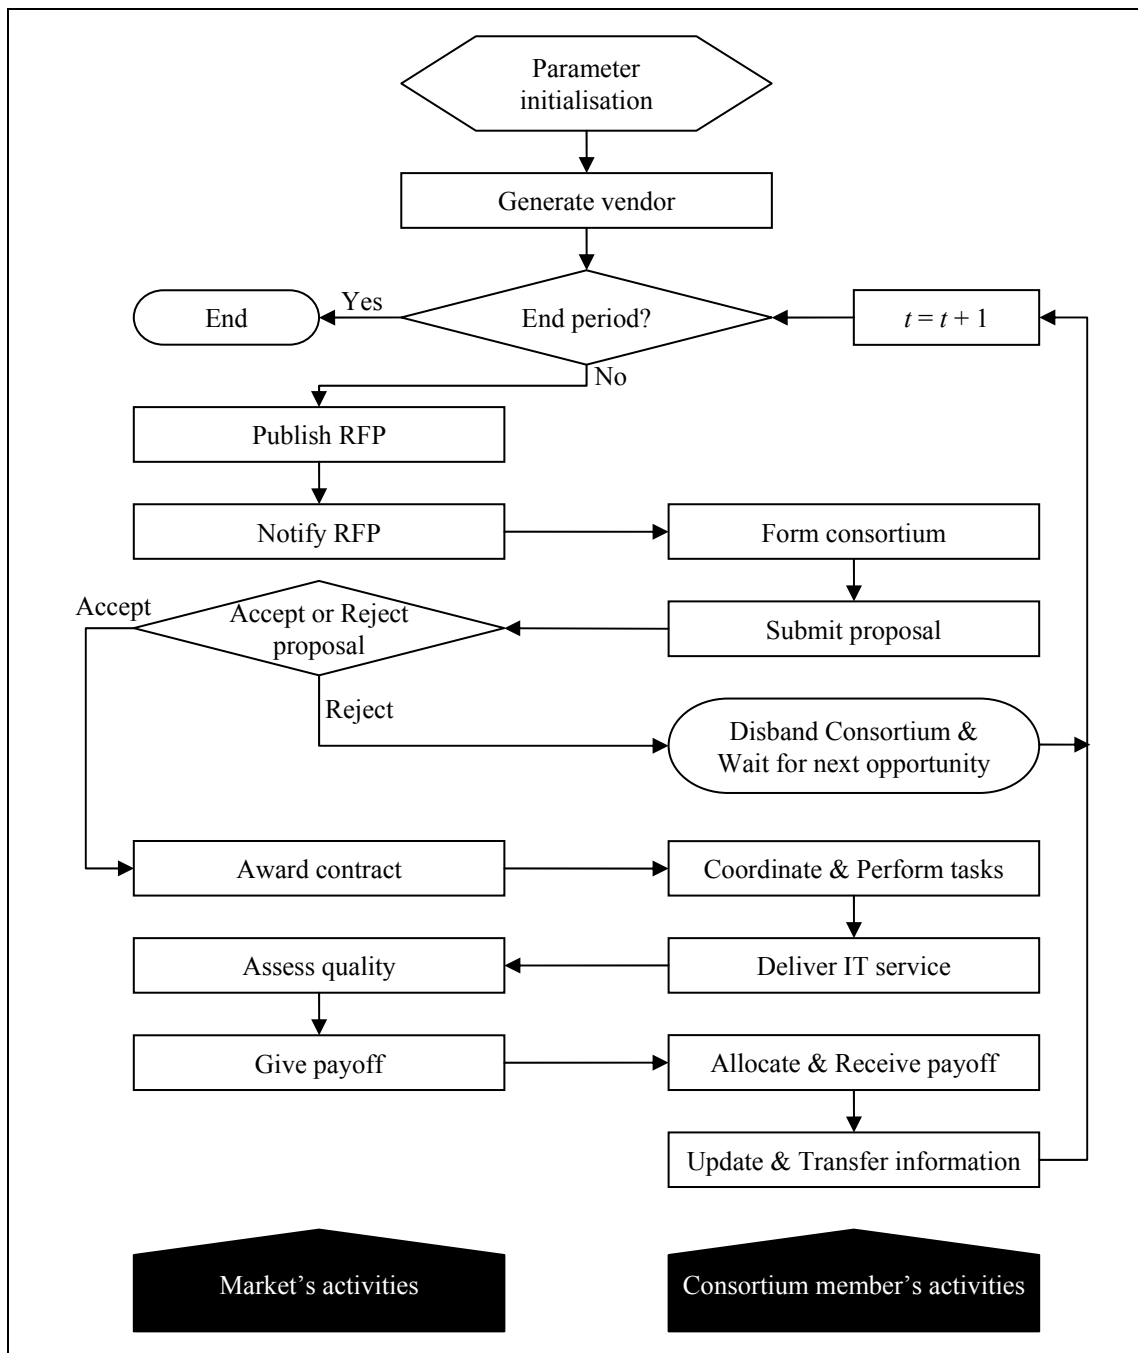 Parameter
initialisation
Generate vendor
End
Yes
End period?
t = t + 1
No
Publish RFP
Notify RFP
Form consortium
Accept
Accept or Reject
proposal
Submit proposal
Reject
Disband Consortium &
Wait for next opportunity
Award contract
Coordinate & Perform tasks
Assess quality
Deliver IT service
Give payoff
Allocate & Receive payoff
Update & Transfer information
Market’s activities
Consortium member’s activities